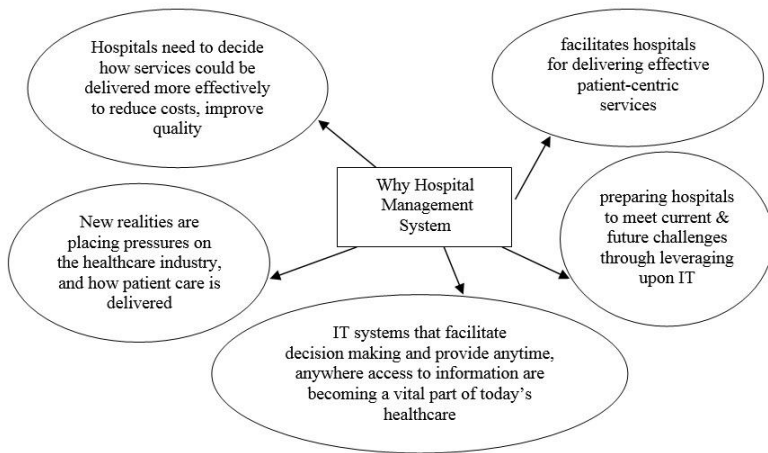 Hospitals need to decide
how services could be
delivered more effectively
to reduce costs, improve
quality
facilitates hospitals
for delivering effective
patient-centric
services
Why Hospital
Management
System
New realities are
placing pressures on
the healthcare industry,
and how patient care is
delivered
preparing hospitals
to meet current &
future challenges
through leveraging
upon IT
IT systems that facilitate
decision making and provide anytime,
anywhere access to information are
becoming a vital part of today’s
healthcare